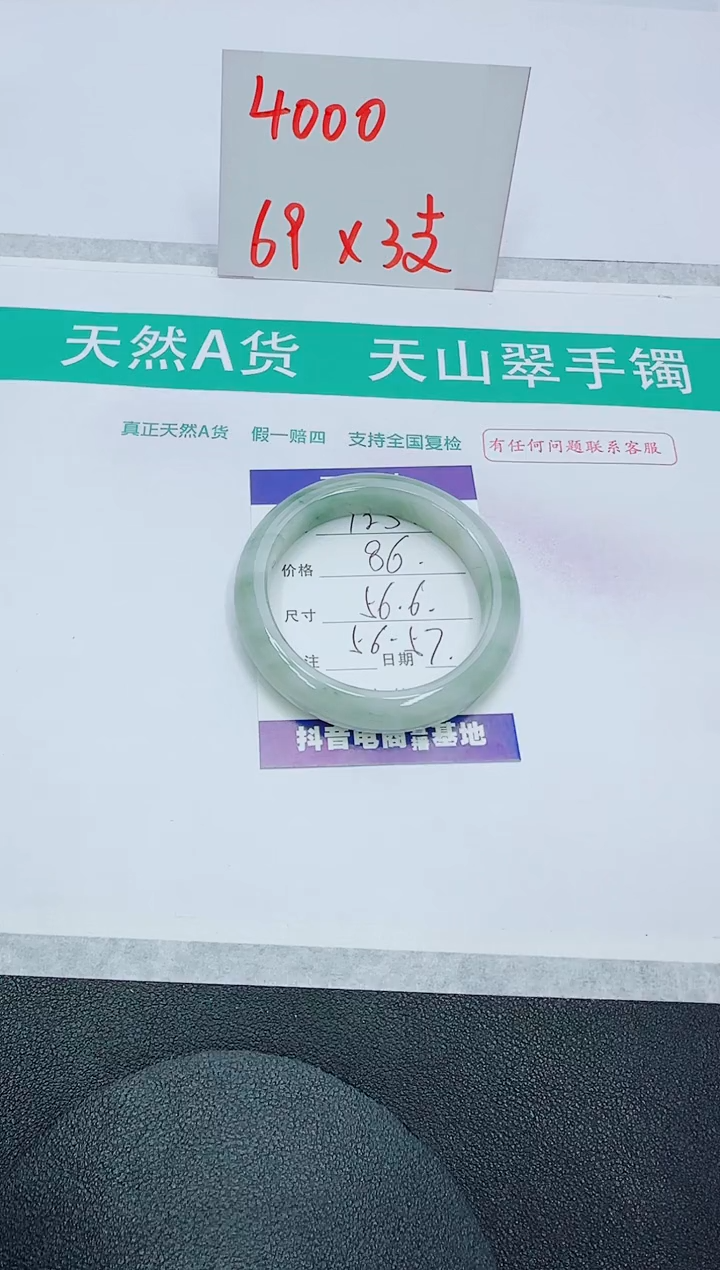 4000
69 x 3支
天然A货 天山翠手镯
真正天然A货 假一赔四 支持全国复检 有任何问题联系客服
价格 86.
尺寸 56.6.
56-57.
注 日期
抖音电商 基地